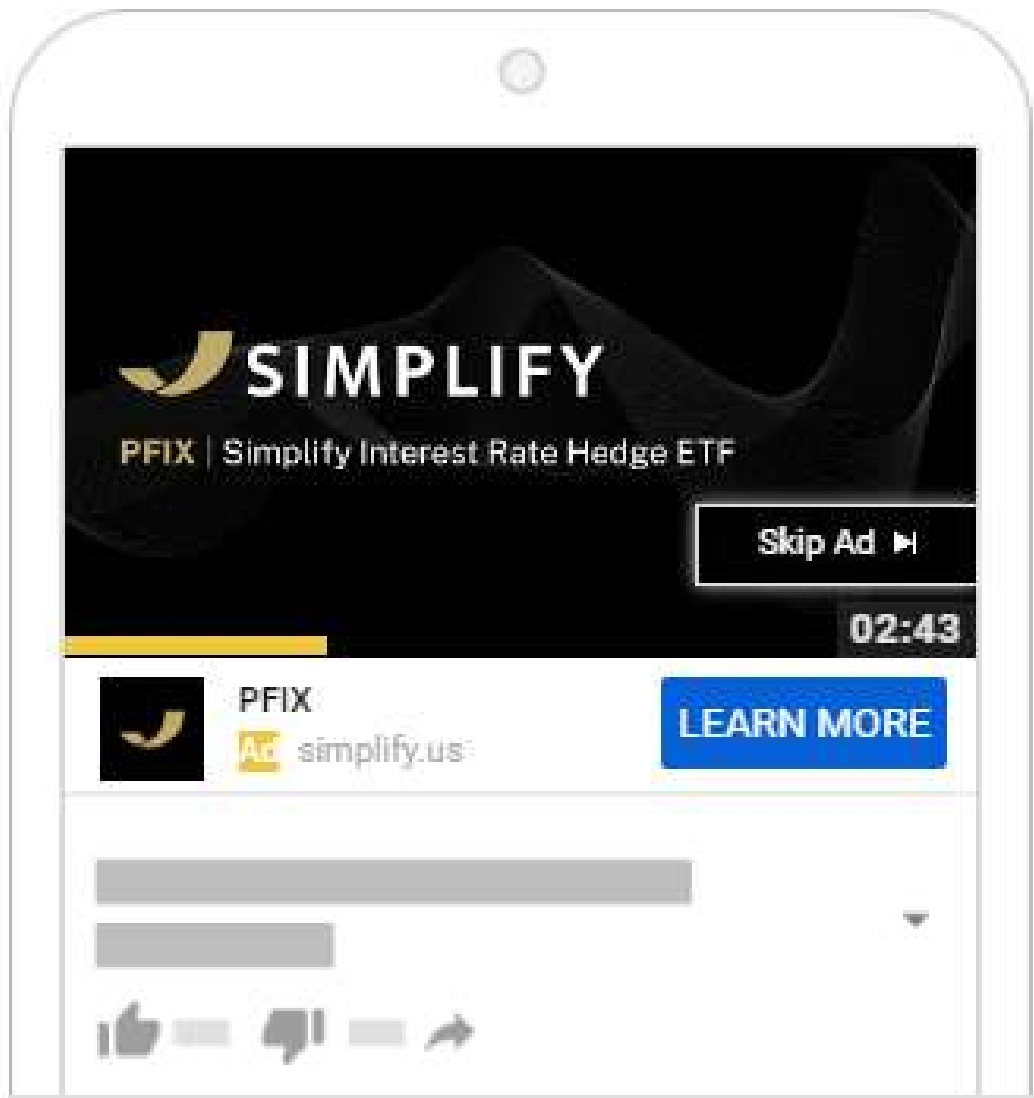 SIMPLIFY
PFIX | Simplify Interest Rate Hedge ETF
Skip Ad
02:43
PFIX
LEARN MORE
Ad simplify.us